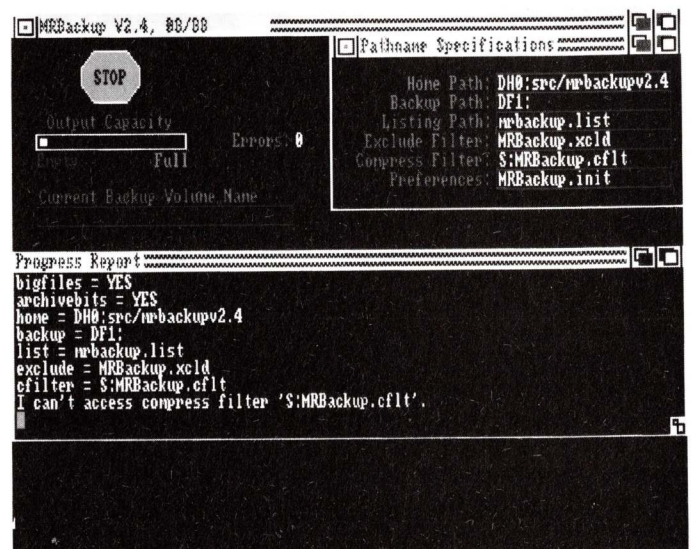 MRBackup V2.4, 08/88
STOP
Output Capacity
Errors: 0
Empty Full
Current Backup Volume Name
Pathname Specifications
Home Path: DH0:src/mrbackupv2.4
Backup Path: DF1:
Listing Path: mrbackup.list
Exclude Filter: MRBackup.xcld
Compress Filter: S:MRBackup.cflt
Preferences: MRBackup.init
Progress Report
bigfiles = YES
archivebits = YES
home = DH0:src/mrbackupv2.4
backup = DF1:
list = mrbackup.list
exclude = MRBackup.xcld
cfilter = S:MRBackup.cflt
I can't access compress filter 'S:MRBackup.cflt'.